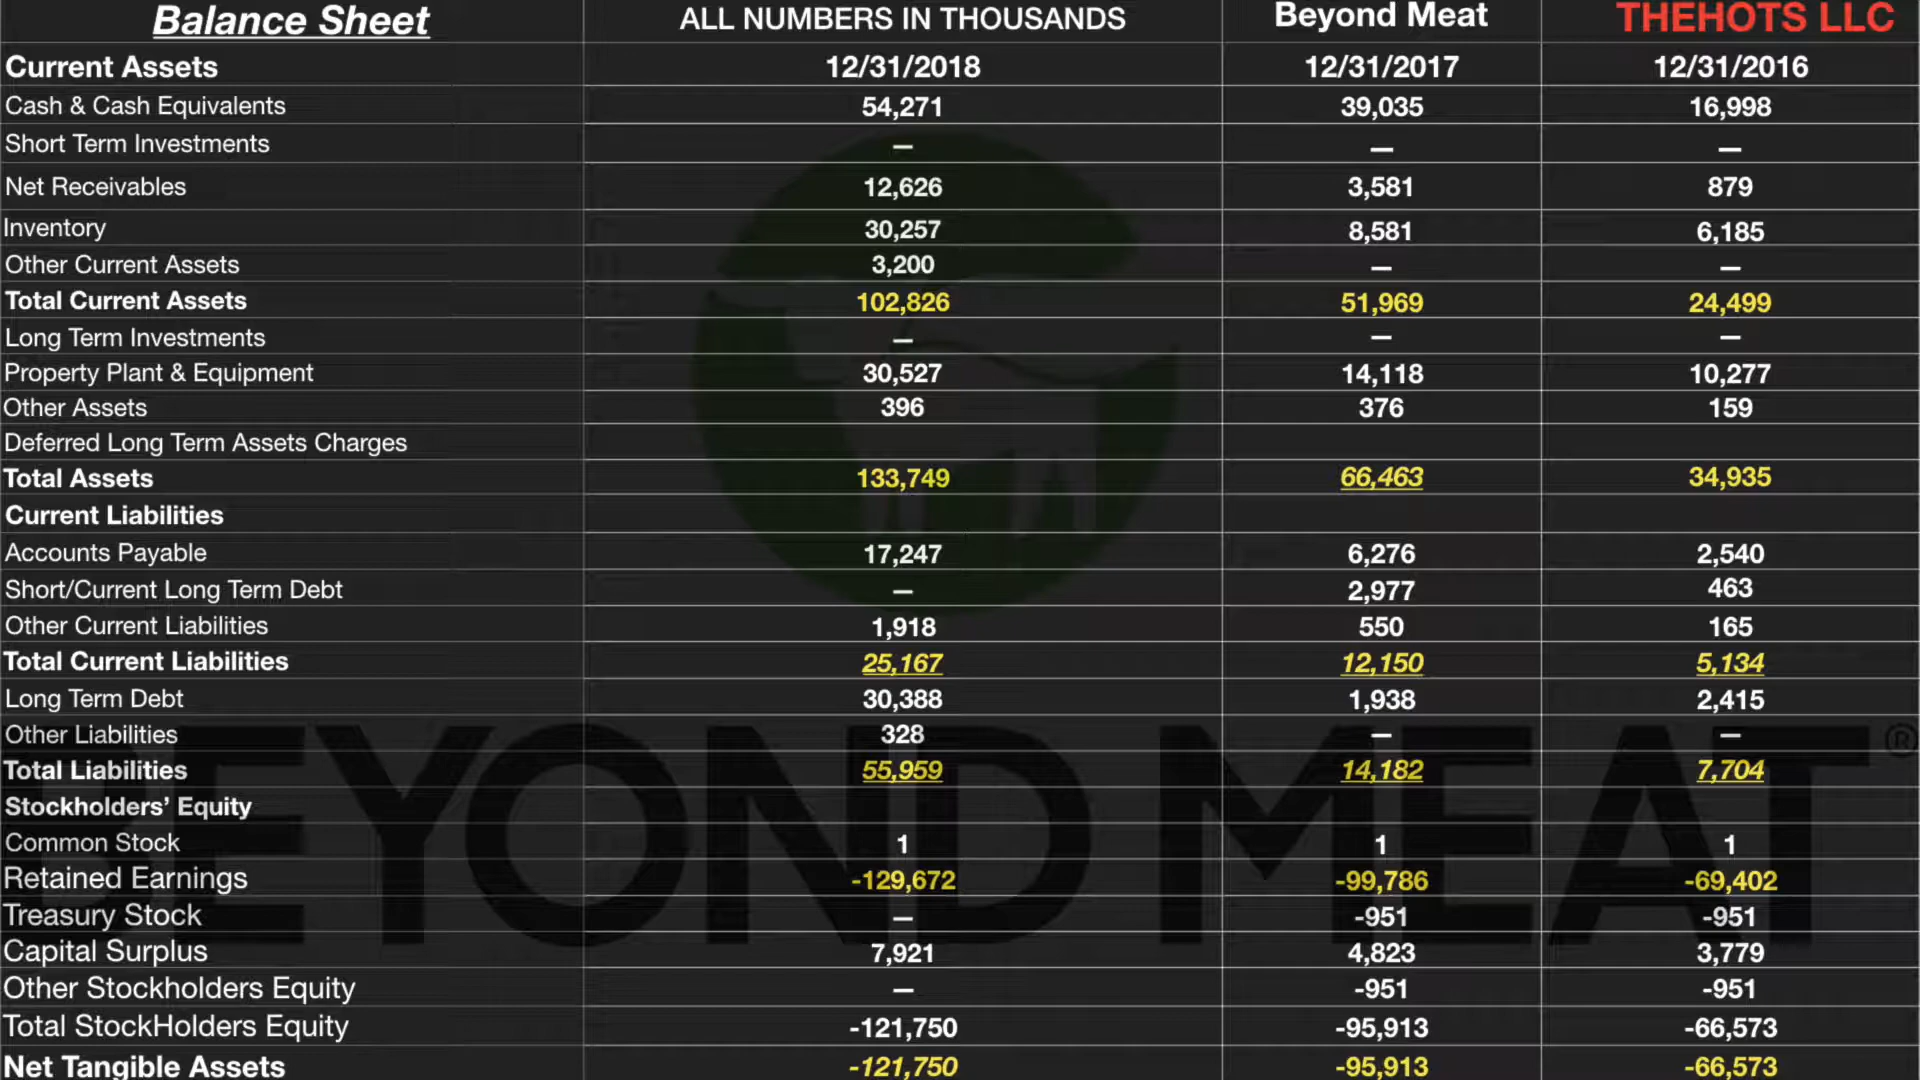 Balance Sheet ALL NUMBERS IN THOUSANDS Beyond Meat THEHOTS LLC
Current Assets 12/31/2018 12/31/2017 12/31/2016
Cash & Cash Equivalents 54,271 39,035 16,998
Short Term Investments — — —
Net Receivables 12,626 3,581 879
Inventory 30,257 8,581 6,185
Other Current Assets 3,200 — —
Total Current Assets 102,826 51,969 24,499
Long Term Investments — — —
Property Plant & Equipment 30,527 14,118 10,277
Other Assets 396 376 159
Deferred Long Term Assets Charges
Total Assets 133,749 66,463 34,935
Current Liabilities
Accounts Payable 17,247 6,276 2,540
Short/Current Long Term Debt — 2,977 463
Other Current Liabilities 1,918 550 165
Total Current Liabilities 25,167 12,150 5,134
Long Term Debt 30,388 1,938 2,415
Other Liabilities 328 — —
Total Liabilities 55,959 14,182 7,704
Stockholders’ Equity
Common Stock 1 1 1
Retained Earnings -129,672 -99,786 -69,402
Treasury Stock — -951 -951
Capital Surplus 7,921 4,823 3,779
Other Stockholders Equity — -951 -951
Total StockHolders Equity -121,750 -95,913 -66,573
Net Tangible Assets -121,750 -95,913 -66,573
BEYOND MEAT®